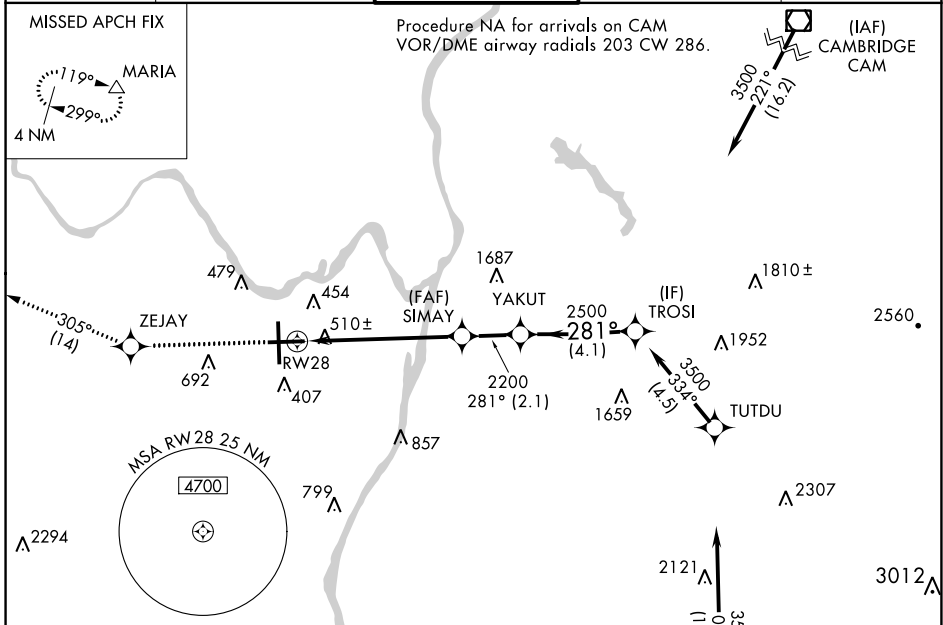 MISSED APCH FIX
119°
MARIA
299°
4 NM
Procedure NA for arrivals on CAM
VOR/DME airway radials 203 CW 286.
(IAF)
CAMBRIDGE
CAM
3500
221°
(16.2)
479
454
510±
1687
(FAF)
SIMAY
YAKUT
2500
281°
(4.1)
(IF)
TROSI
1810±
2560
1952
305°
(14)
ZEJAY
692
RW28
407
2200
281° (2.1)
3500
334°
(4.5)
1659
TUTDU
857
MSA RW 28 25 NM
4700
799
2307
2294
2121
3012